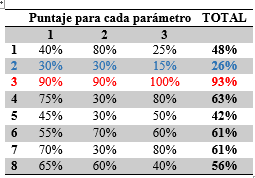 Puntaje para cada parámetro TOTAL
1 2 3
1 40% 80% 25% 48%
2 30% 30% 15% 26%
3 90% 90% 100% 93%
4 75% 30% 80% 63%
5 45% 30% 50% 42%
6 55% 70% 60% 61%
7 70% 30% 80% 61%
8 65% 60% 40% 56%